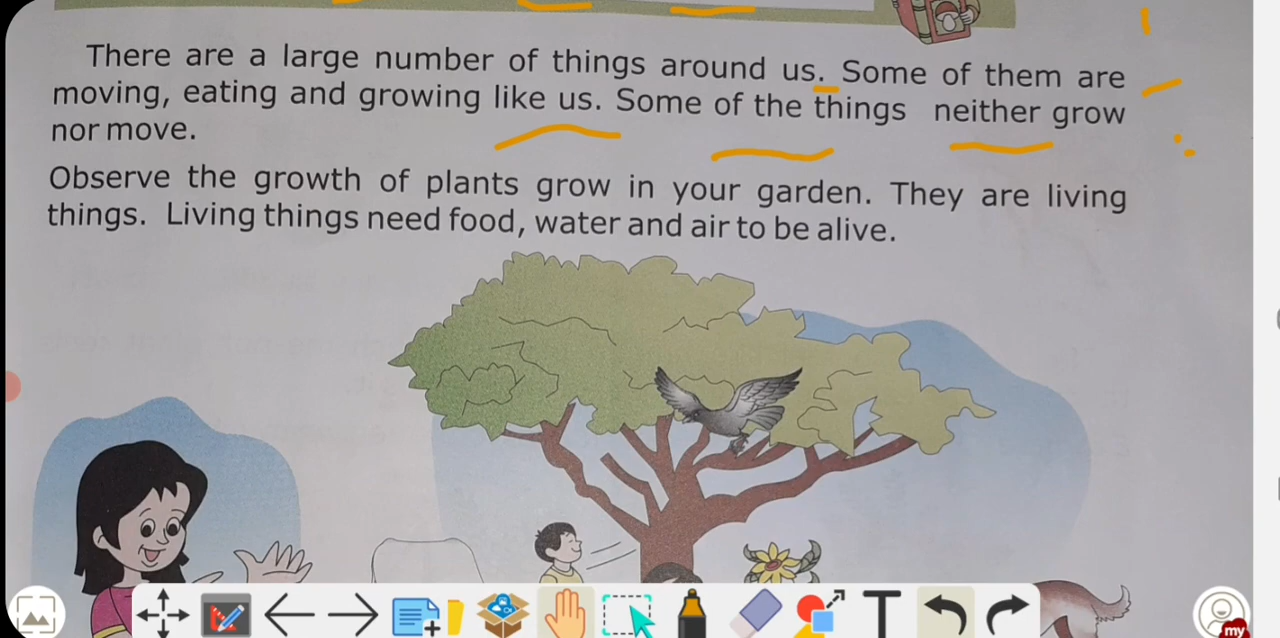 There are a large number of things around us. Some of them are
moving, eating and growing like us. Some of the things neither grow
nor move.
Observe the growth of plants grow in your garden. They are living
things. Living things need food, water and air to be alive.
T
my